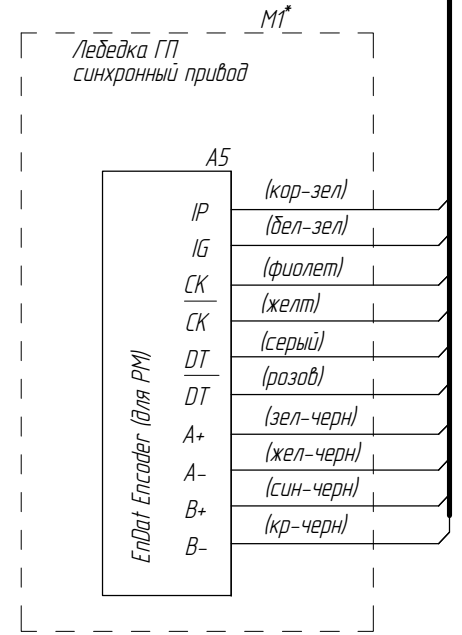 M1*
Лебедка ГП
синхронный привод
A5
IP (кор-зел)
IG (бел-зел)
CK (фиолет)
CK (желт)
DT (серый)
DT (розов)
A+ (зел-черн)
A- (жел-черн)
B+ (син-черн)
B- (кр-черн)
EnDat Encoder (для PM)